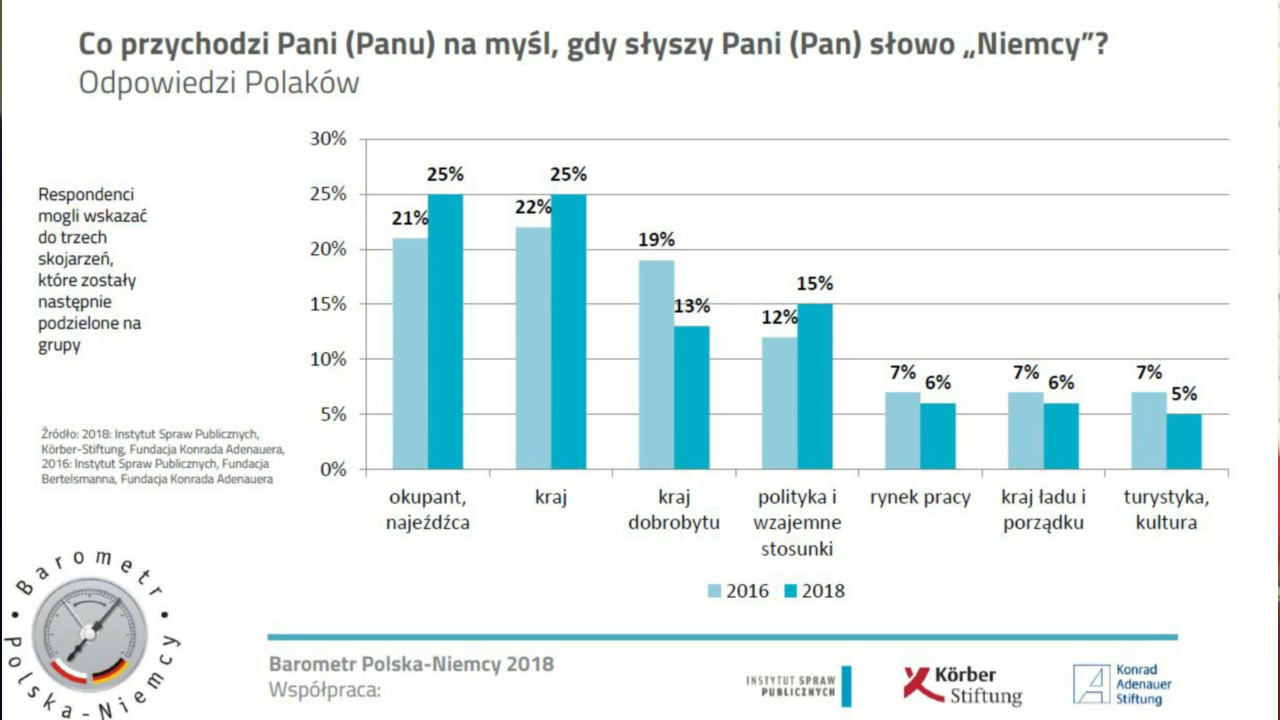 Co przychodzi Pani (Panu) na myśl, gdy słyszy Pani (Pan) słowo „Niemcy”?
Odpowiedzi Polaków
Respondenci
mogli wskazać
do trzech
skojarzeń,
które zostały
następnie
podzielone na
grupy
Źródło: 2018: Instytut Spraw Publicznych,
Körber-Stiftung, Fundacja Konrada Adenauera,
2016: Instytut Spraw Publicznych, Fundacja
Bertelsmanna, Fundacja Konrada Adenauera
30%
25%
20%
15%
10%
5%
0%
21% 25%
22% 25%
19% 13%
12% 15%
7% 6%
7% 6%
7% 5%
okupant,
najeźdźca
kraj
kraj
dobrobytu
polityka i
wzajemne
stosunki
rynek pracy
kraj ładu i
porządku
turystyka,
kultura
2016 2018
Barometr
Polska-Niemcy
Barometr Polska-Niemcy 2018
Współpraca:
INSTYTUT SPRAW
PUBLICZNYCH
Körber
Stiftung
Konrad
Adenauer
Stiftung